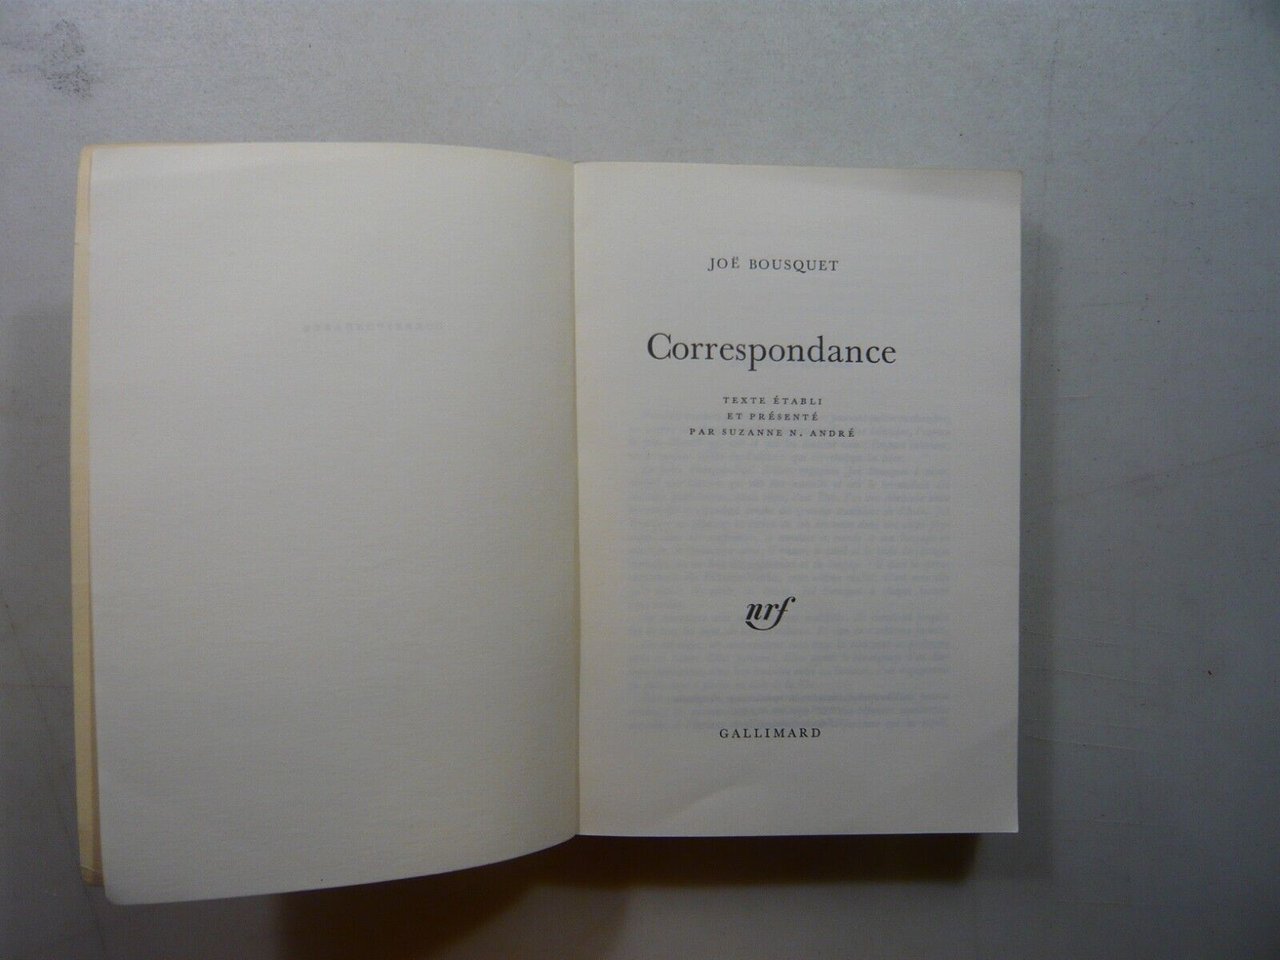 JOË BOUSQUET
Correspondance
TEXTE ÉTABLI
ET PRÉSENTÉ
PAR SUZANNE N. ANDRÉ
nrf
GALLIMARD